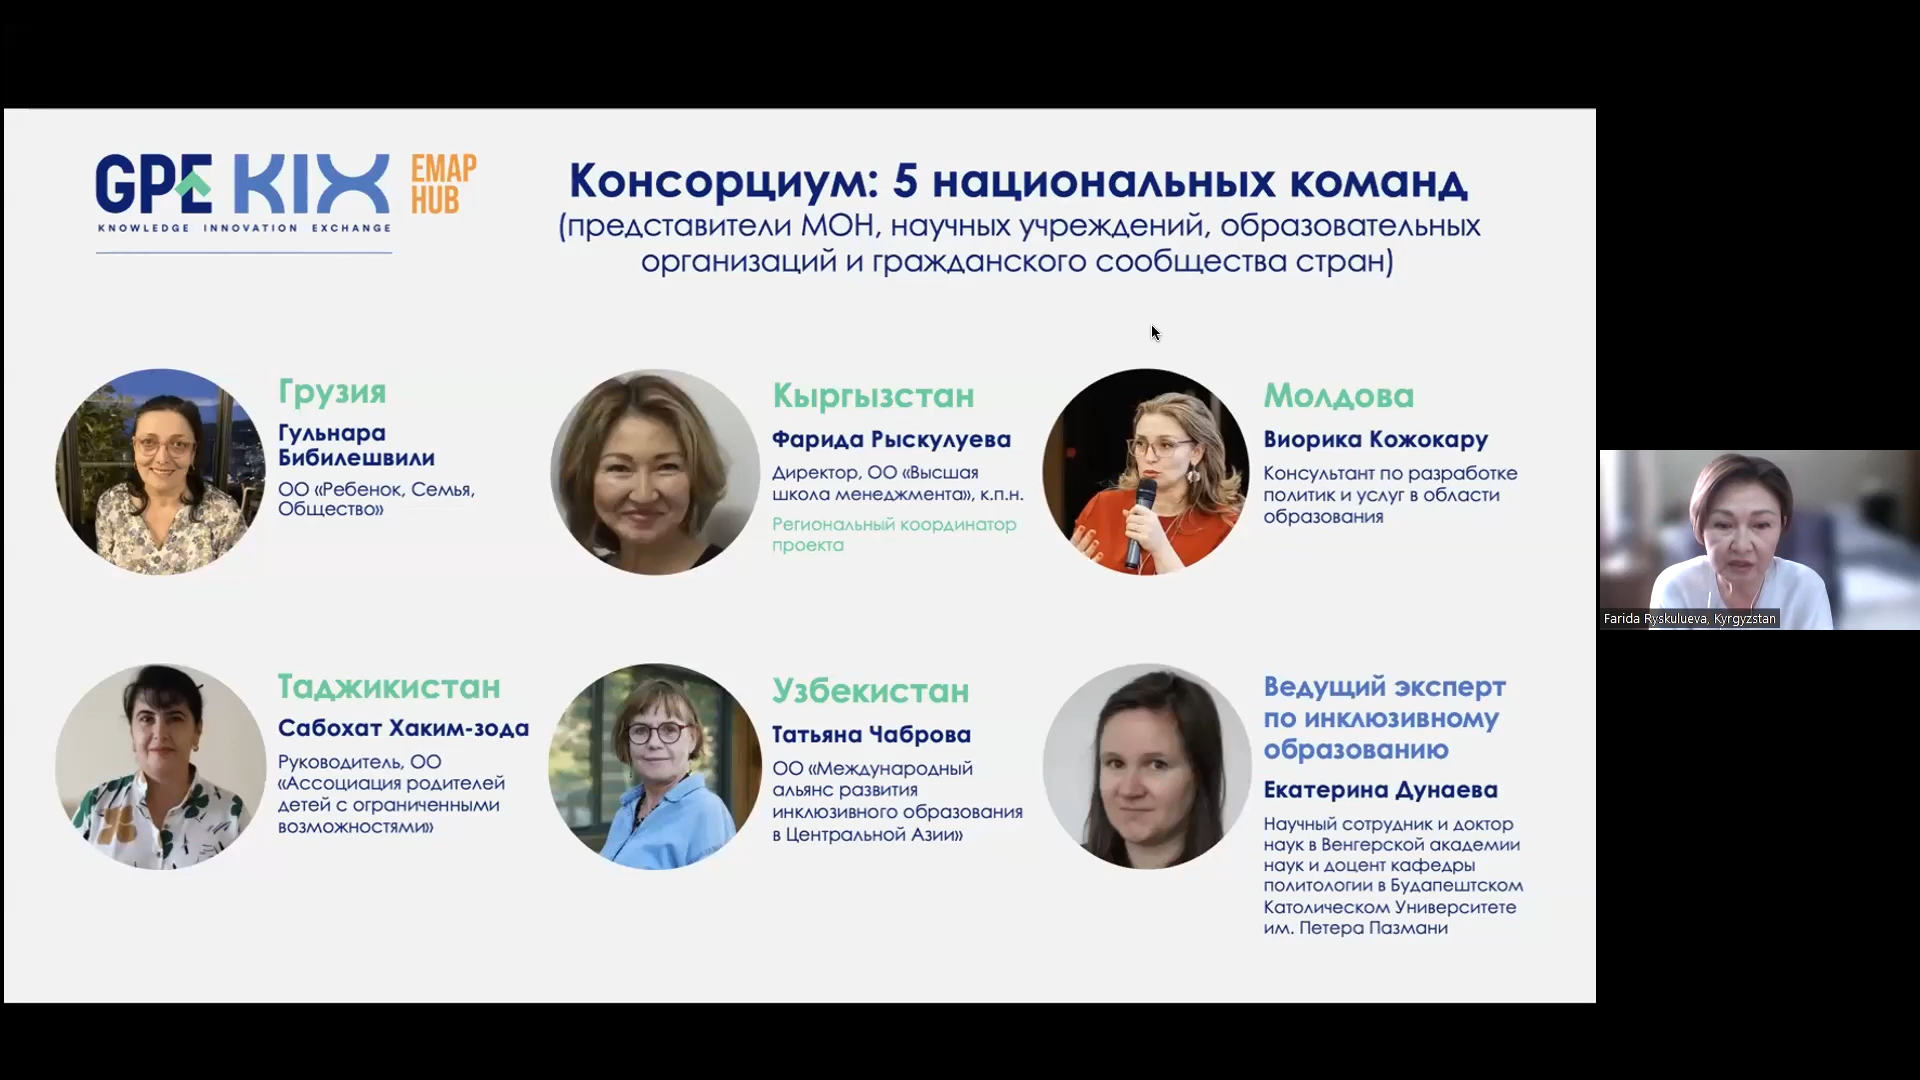 GPE KIX EMAP
HUB
KNOWLEDGE INNOVATION EXCHANGE
Консорциум: 5 национальных команд
(представители МОН, научных учреждений, образовательных
организаций и гражданского сообщества стран)
Грузия
Гульнара
Бибилешвили
ОО «Ребенок, Семья,
Общество»
Кыргызстан
Фарида Рыскулуева
Директор, ОО «Высшая
школа менеджмента», к.п.н.
Региональный координатор
проекта
Молдова
Виорика Кожокару
Консультант по разработке
политик и услуг в области
образования
Farida Ryskulueva, Kyrgyzstan
Таджикистан
Сабохат Хаким-зода
Руководитель, ОО
«Ассоциация родителей
детей с ограниченными
возможностями»
Узбекистан
Татьяна Чаброва
ОО «Международный
альянс развития
инклюзивного образования
в Центральной Азии»
Ведущий эксперт
по инклюзивному
образованию
Екатерина Дунаева
Научный сотрудник и доктор
наук в Венгерской академии
наук и доцент кафедры
политологии в Будапештском
Католическом Университете
им. Петера Пазмани